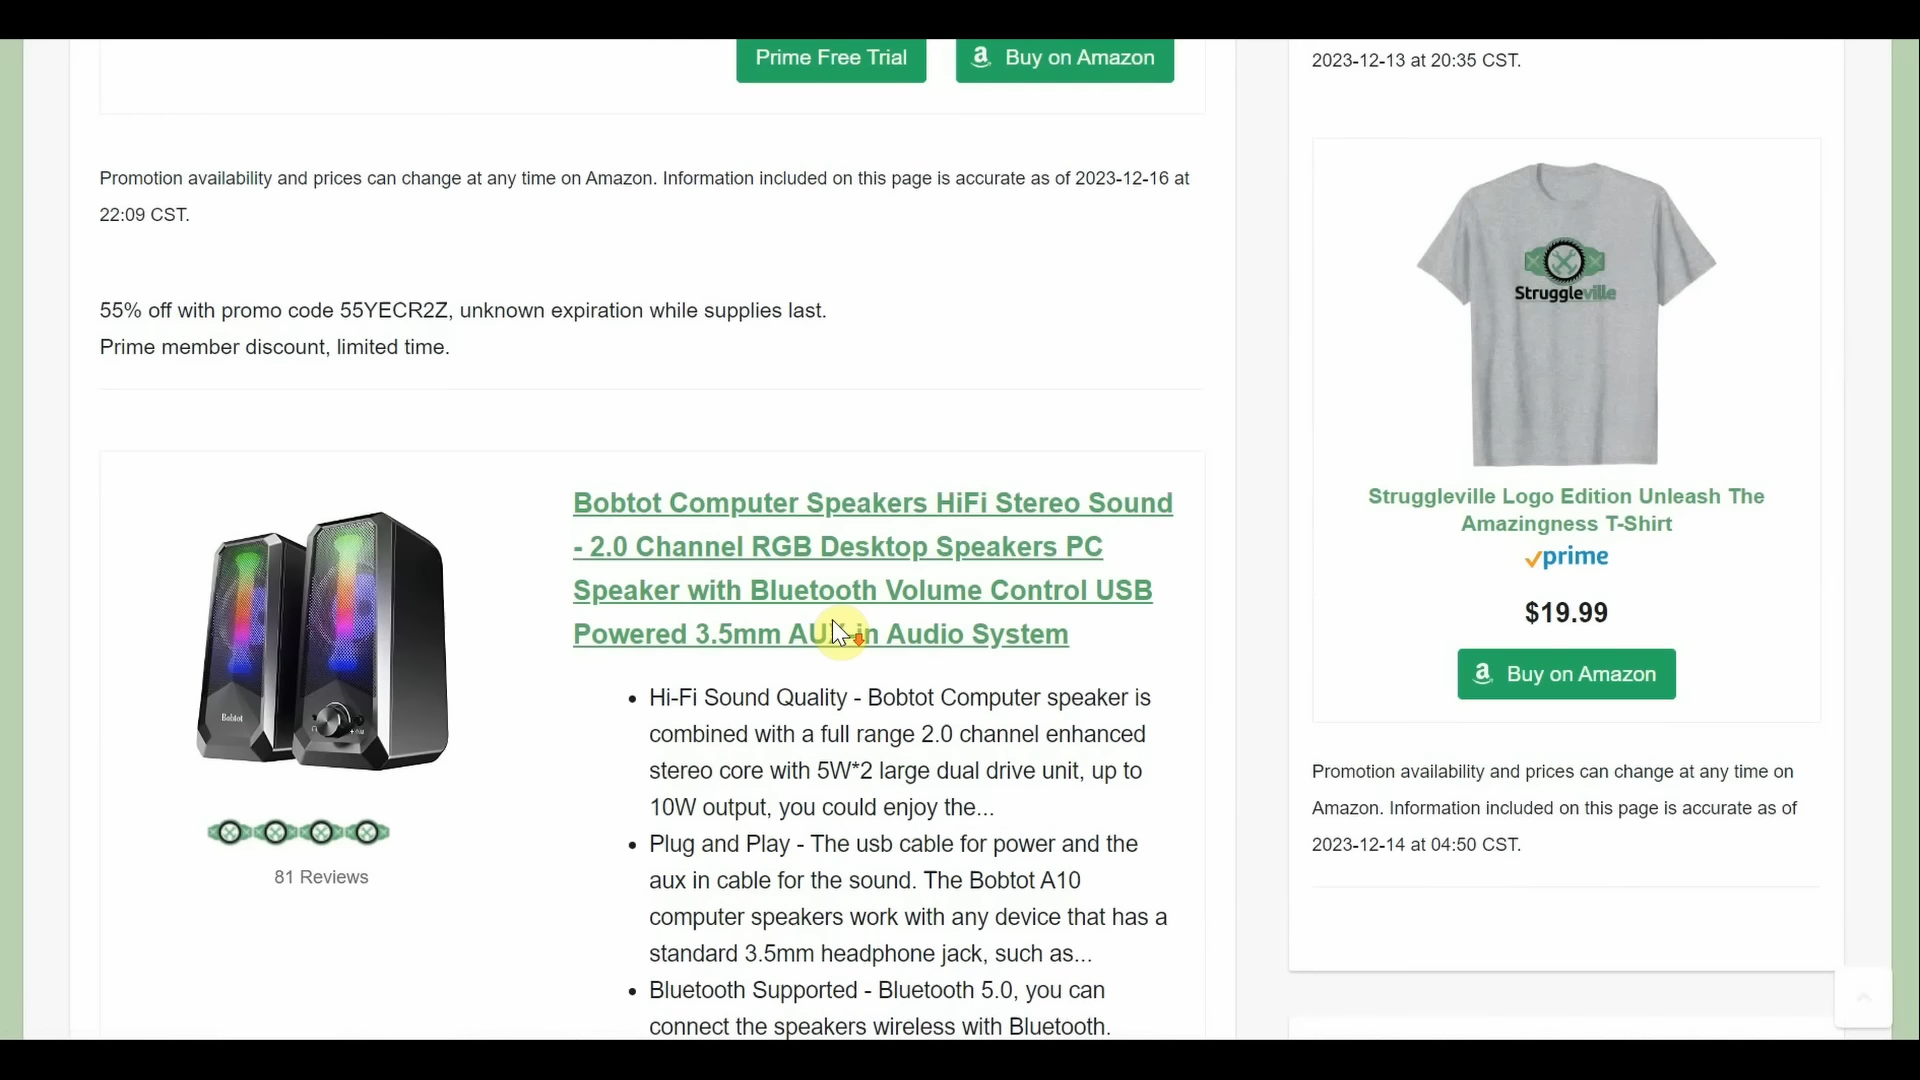 Prime Free Trial
Buy on Amazon
Promotion availability and prices can change at any time on Amazon. Information included on this page is accurate as of 2023-12-16 at
22:09 CST.
55% off with promo code 55YECR2Z, unknown expiration while supplies last.
Prime member discount, limited time.
Bobtot
81 Reviews
Bobtot Computer Speakers HiFi Stereo Sound
- 2.0 Channel RGB Desktop Speakers PC
Speaker with Bluetooth Volume Control USB
Powered 3.5mm AUX-in Audio System
• Hi-Fi Sound Quality - Bobtot Computer speaker is
combined with a full range 2.0 channel enhanced
stereo core with 5W*2 large dual drive unit, up to
10W output, you could enjoy the...
• Plug and Play - The usb cable for power and the
aux in cable for the sound. The Bobtot A10
computer speakers work with any device that has a
standard 3.5mm headphone jack, such as...
• Bluetooth Supported - Bluetooth 5.0, you can
connect the speakers wireless with Bluetooth.
2023-12-13 at 20:35 CST.
Struggleville
Struggleville Logo Edition Unleash The
Amazingness T-Shirt
prime
$19.99
Buy on Amazon
Promotion availability and prices can change at any time on
Amazon. Information included on this page is accurate as of
2023-12-14 at 04:50 CST.